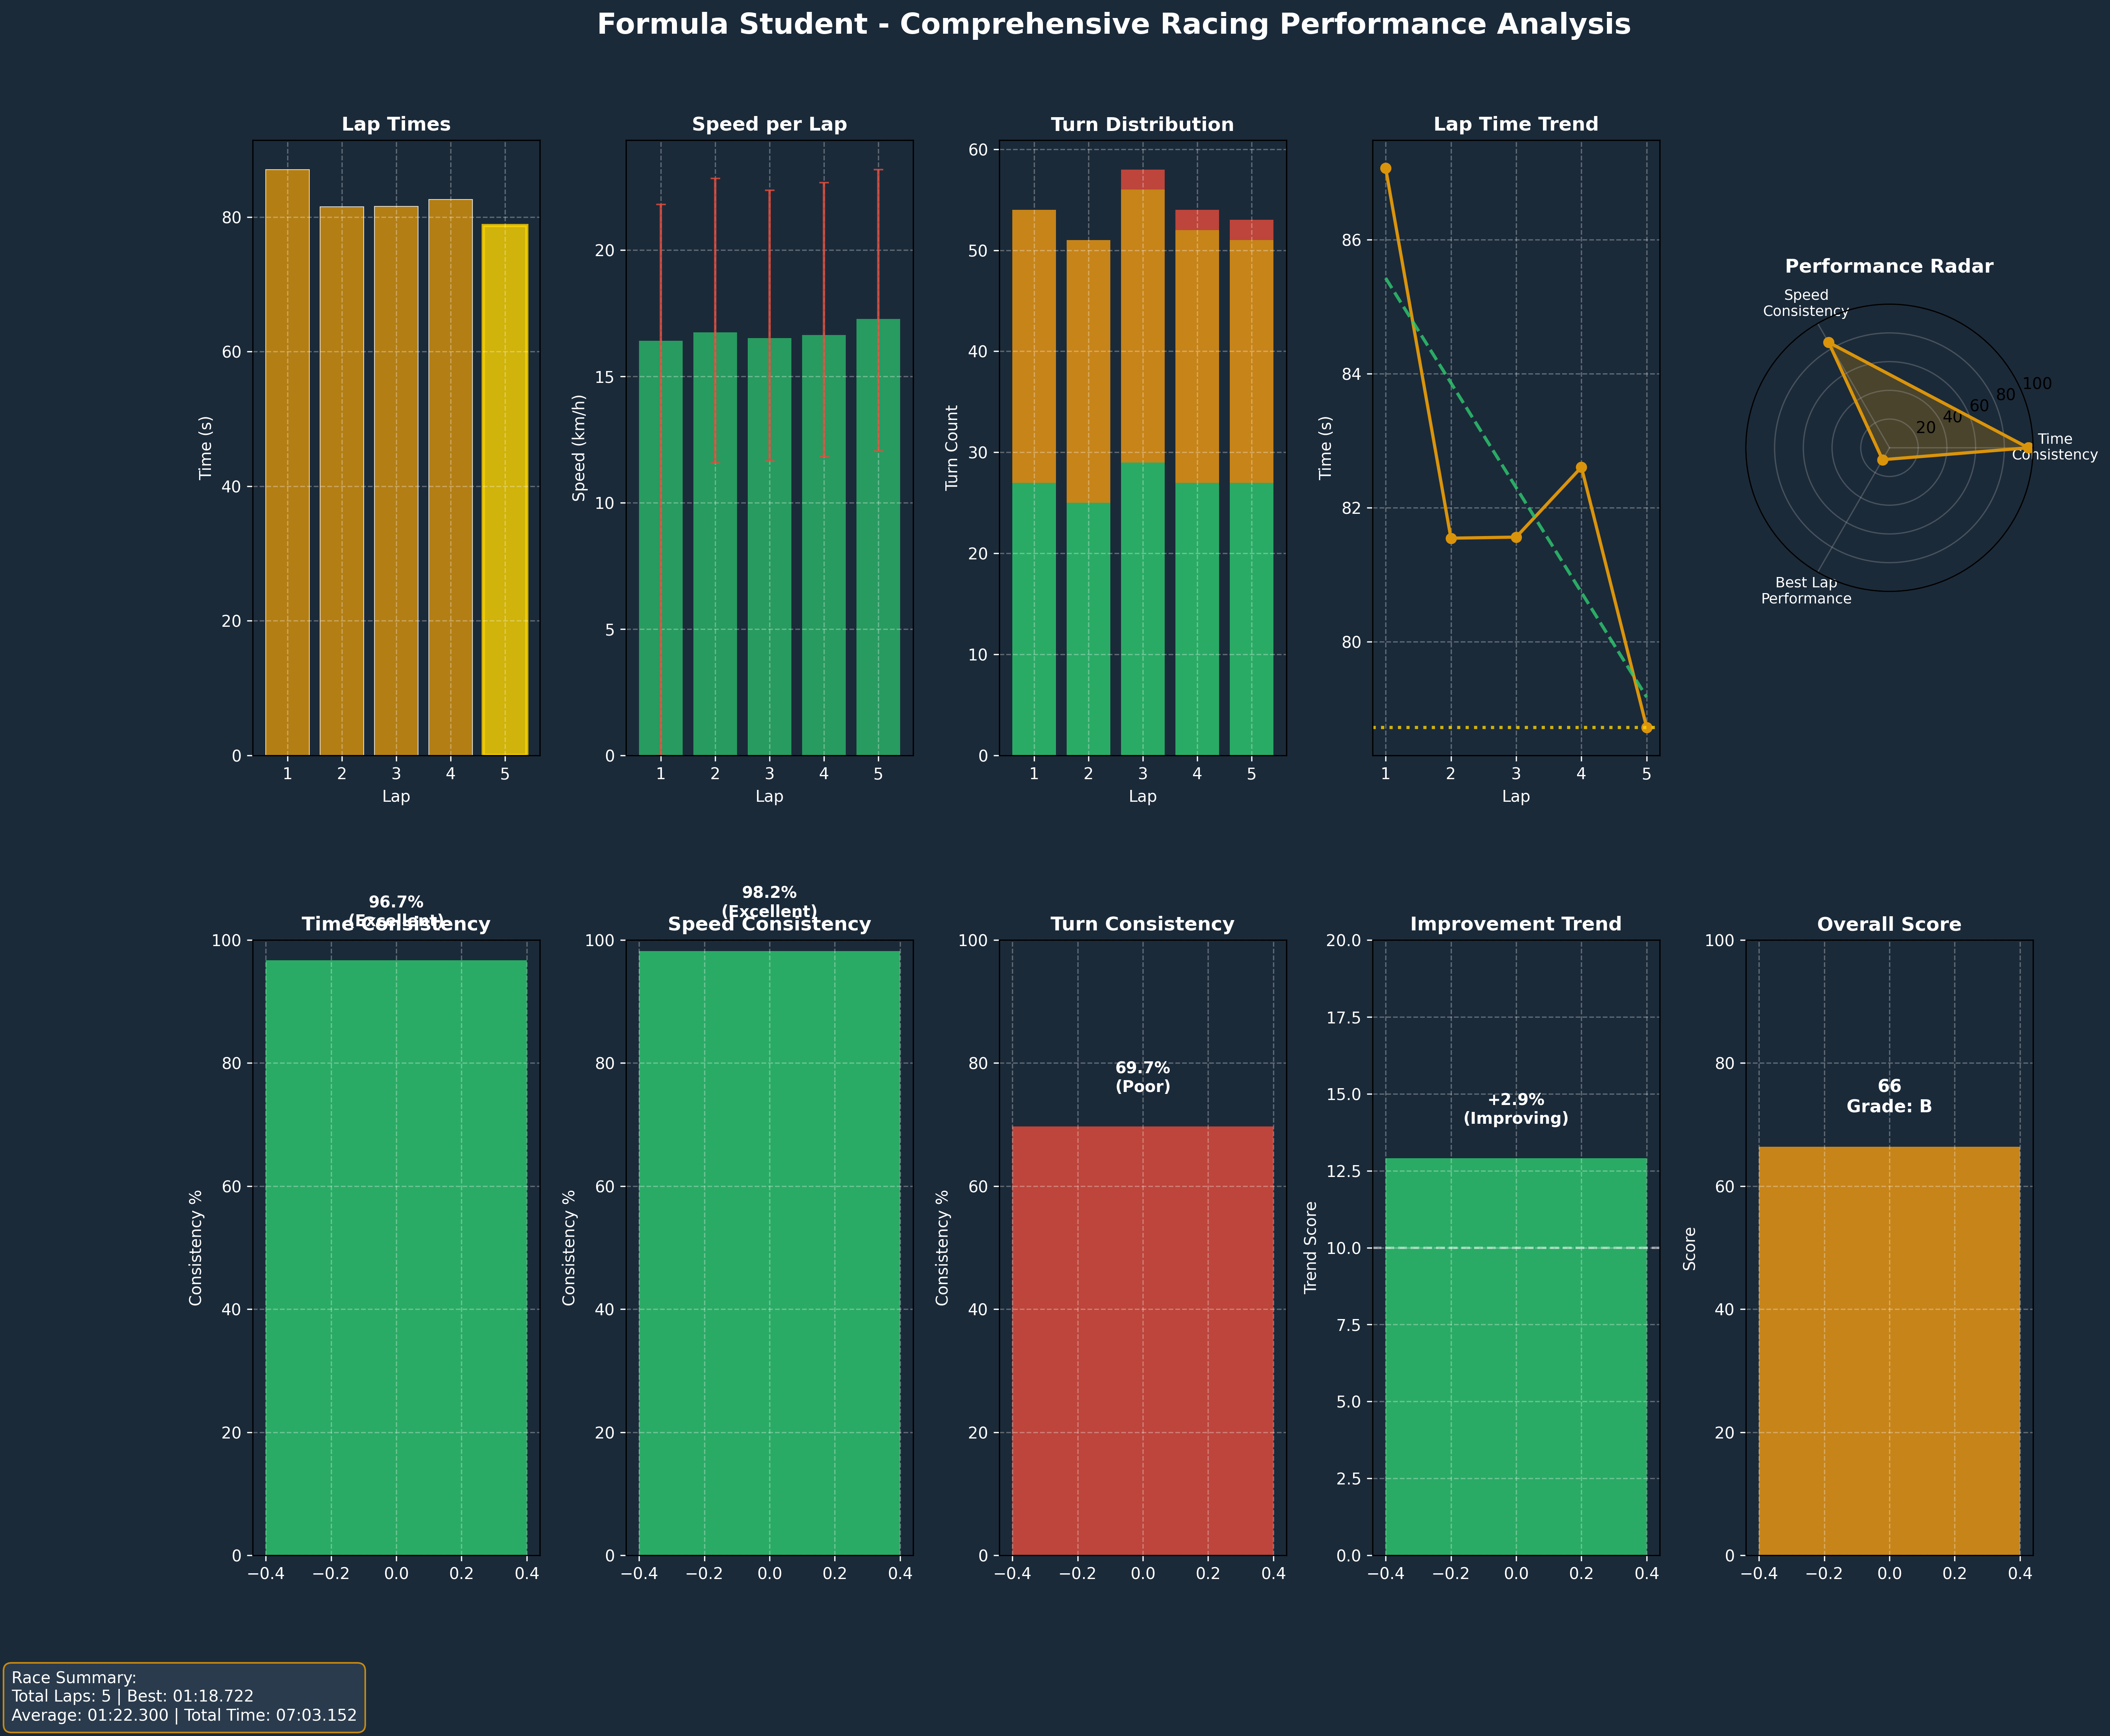 Formula Student - Comprehensive Racing Performance Analysis
Lap Times
Time (s)
80
60
40
20
0
1 2 3 4 5
Lap
Speed per Lap
Speed (km/h)
20
15
10
5
0
1 2 3 4 5
Lap
Turn Distribution
Turn Count
60
50
40
30
20
10
0
1 2 3 4 5
Lap
Lap Time Trend
Time (s)
86
84
82
80
1 2 3 4 5
Lap
Performance Radar
Speed
Consistency
100
80
60
40
20
Time
Consistency
Best Lap
Performance
96.7%
(Excellent)
Time Consistency
Consistency %
100
80
60
40
20
0
−0.4 −0.2 0.0 0.2 0.4
98.2%
(Excellent)
Speed Consistency
Consistency %
100
80
60
40
20
0
−0.4 −0.2 0.0 0.2 0.4
Turn Consistency
69.7%
(Poor)
Consistency %
100
80
60
40
20
0
−0.4 −0.2 0.0 0.2 0.4
Improvement Trend
+2.9%
(Improving)
Trend Score
20.0
17.5
15.0
12.5
10.0
7.5
5.0
2.5
0.0
−0.4 −0.2 0.0 0.2 0.4
Overall Score
66
Grade: B
Score
100
80
60
40
20
0
−0.4 −0.2 0.0 0.2 0.4
Race Summary:
Total Laps: 5 | Best: 01:18.722
Average: 01:22.300 | Total Time: 07:03.152